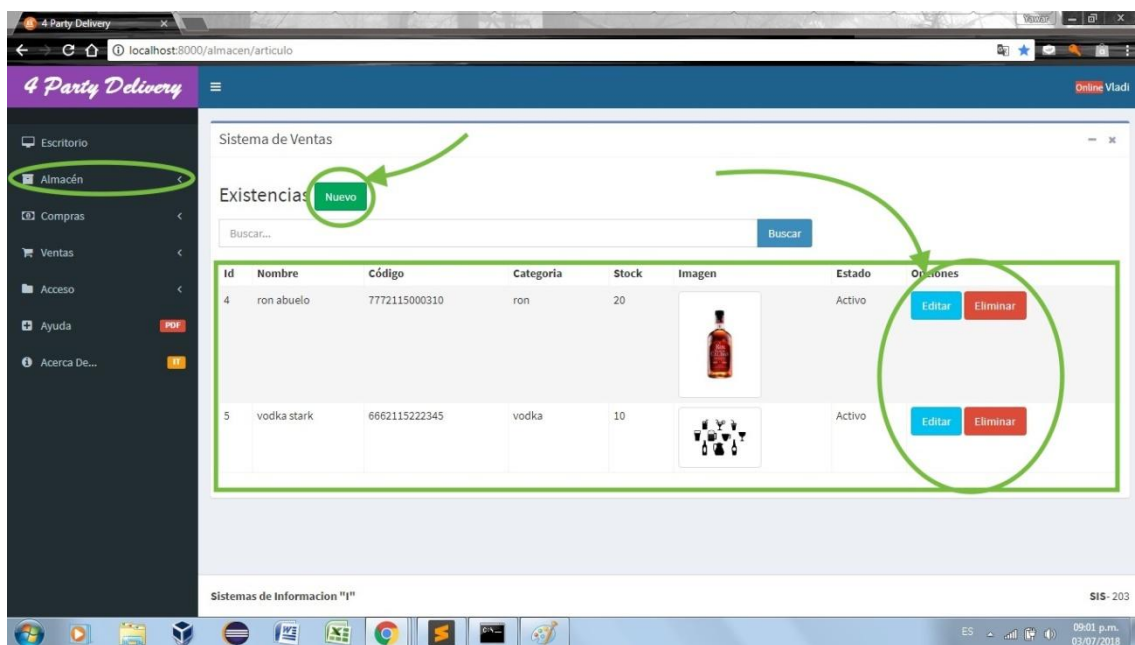 4 Party Delivery
Yawar
localhost:8000/almacen/articulo
4 Party Delivery
Online Vladi
Escritorio
Almacén
Compras
Ventas
Acceso
Ayuda PDF
Acerca De... IT
Sistema de Ventas
Existencias Nuevo
Buscar... Buscar
Id Nombre Código Categoria Stock Imagen Estado Opciones
4 ron abuelo 7772115000310 ron 20 Activo Editar Eliminar
5 vodka stark 6662115222345 vodka 10 Activo Editar Eliminar
Sistemas de Informacion "I" SIS- 203
ES 09:01 p.m.
03/07/2018